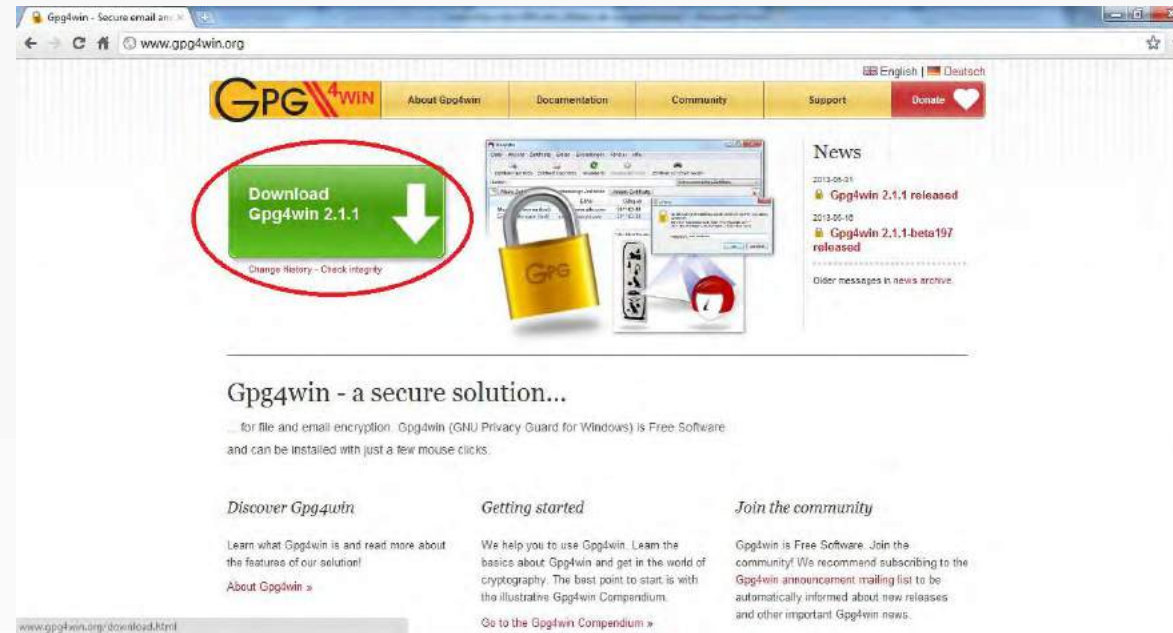 Gpg4win - Secure email an
www.gpg4win.org
English | Deutsch
GPG4WIN
About Gpg4win
Documentation
Community
Support
Donate
Download
Gpg4win 2.1.1
Change History - Check integrity
GPG
News
Gpg4win 2.1.1 released
Gpg4win 2.1.1-beta197
released
Older messages in news archive.
Gpg4win - a secure solution...
... for file and email encryption. Gpg4win (GNU Privacy Guard for Windows) is Free Software
and can be installed with just a few mouse clicks.
Discover Gpg4win
Learn what Gpg4win is and read more about
the features of our solution!
About Gpg4win »
Getting started
We help you to use Gpg4win. Learn the
basics about Gpg4win and get in the world of
cryptography. The best point to start is with
the illustrative Gpg4win Compendium.
Go to the Gpg4win Compendium »
Join the community
Gpg4win is Free Software. Join the
community! We recommend subscribing to the
Gpg4win announcement mailing list to be
automatically informed about new releases
and other important Gpg4win news.
www.gpg4win.org/download.html